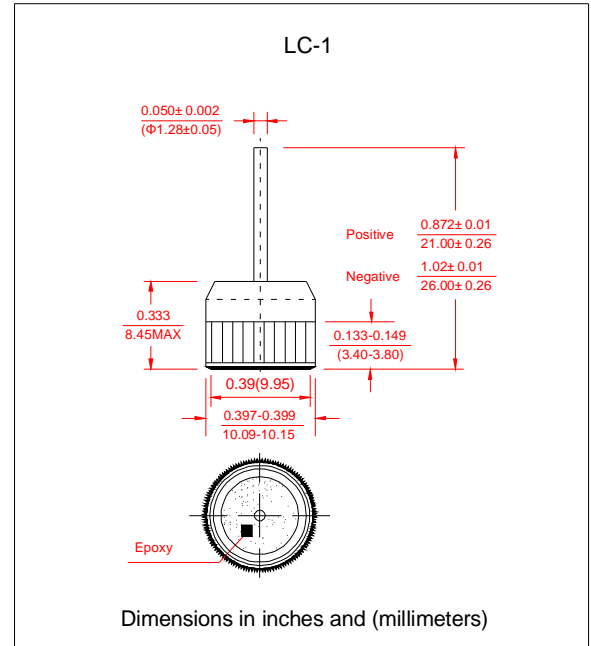 LC-1
0.050± 0.002
(Φ1.28±0.05)
Positive
0.872± 0.01
21.00± 0.26
Negative
1.02± 0.01
26.00± 0.26
0.333
8.45MAX
0.133-0.149
(3.40-3.80)
0.39(9.95)
0.397-0.399
10.09-10.15
Epoxy
Dimensions in inches and (millimeters)